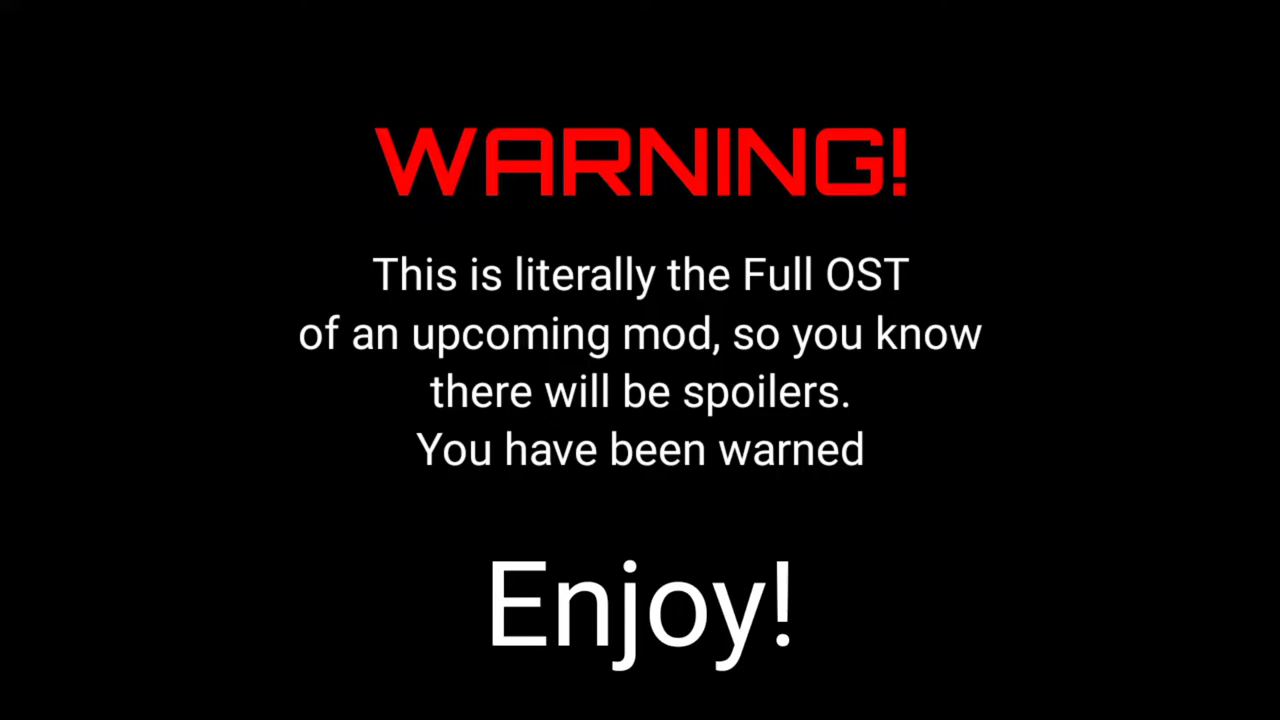 WARNING!
This is literally the Full OST
of an upcoming mod, so you know
there will be spoilers.
You have been warned
Enjoy!